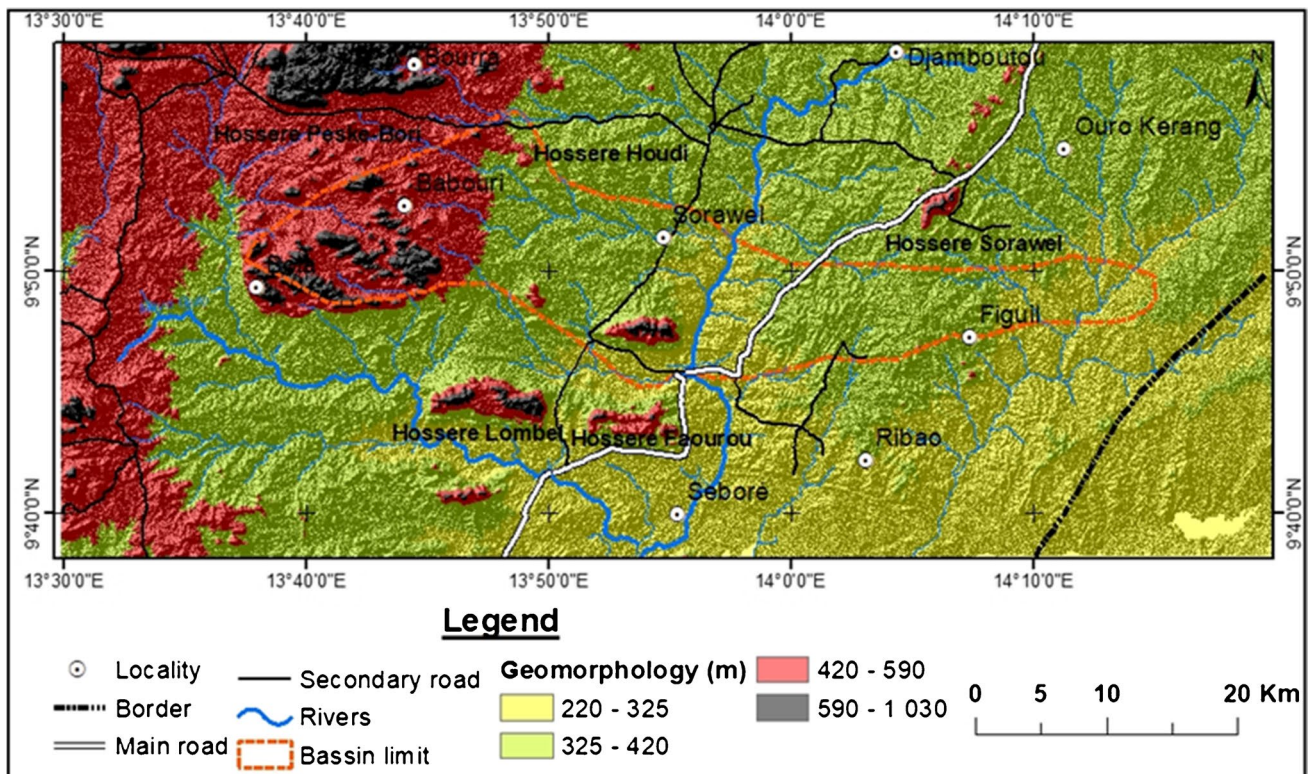 13°30'0"E 13°40'0"E 13°50'0"E 14°0'0"E 14°10'0"E
Bourra
Djamboutou
N
Ouro Kerang
Hossere Peske-Bori
Hossere Houdi
Babouri
Sorawel
Hossere Sorawel
9°50'0"N 9°50'0"N
Figuil
Hossere Lombel
Hossere Faourou
Ribao
Sebore
9°40'0"N 9°40'0"N
13°30'0"E 13°40'0"E 13°50'0"E 14°0'0"E 14°10'0"E
Legend
Locality
Border
Main road
Secondary road
Rivers
Bassin limit
Geomorphology (m)
220 - 325
325 - 420
420 - 590
590 - 1 030
0 5 10 20 Km